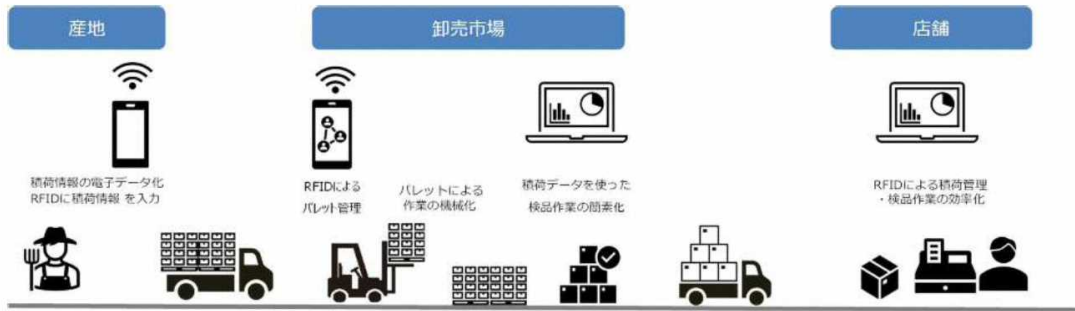 産地
卸売市場
店舗
積荷情報の電子データ化
RFIDに積荷情報 を入力
RFIDによる
パレット管理
パレットによる
作業の機械化
積荷データを使った
検品作業の簡素化
RFIDによる積荷管理
・検品作業の効率化